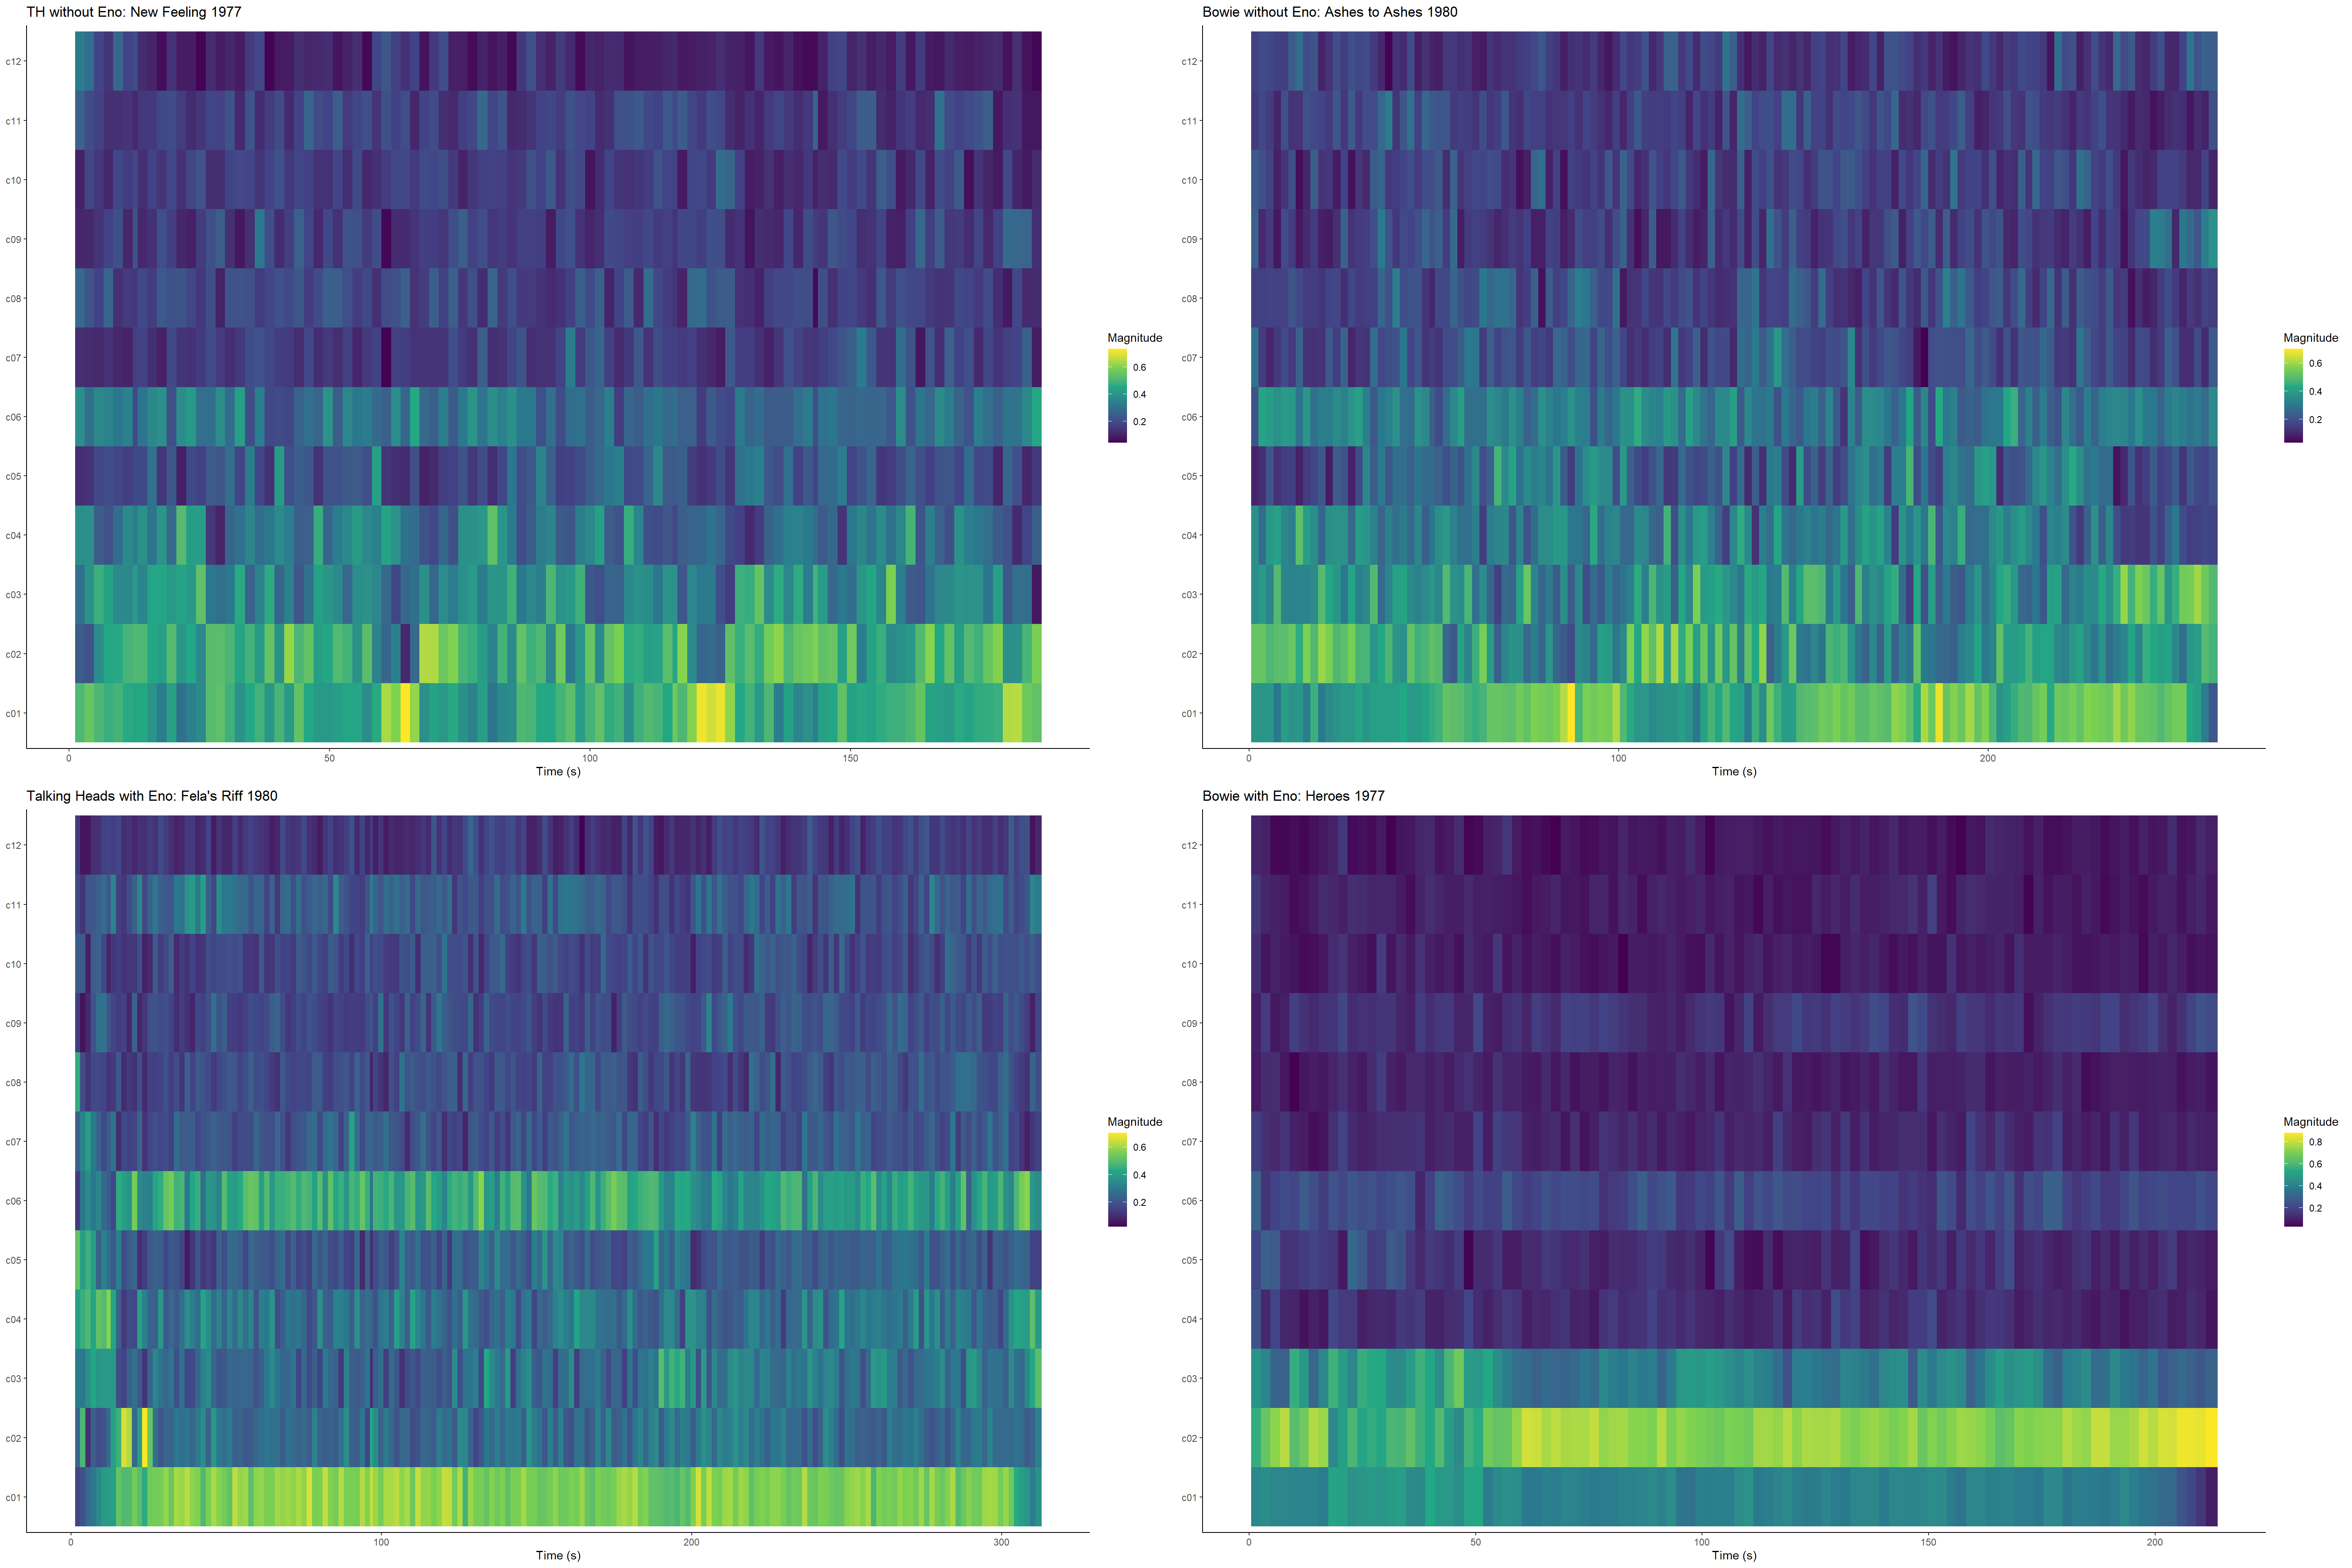 TH without Eno: New Feeling 1977
c12
c11
c10
c09
c08
c07
c06
c05
c04
c03
c02
c01
0 50 100 150
Time (s)
Magnitude
0.6
0.4
0.2
Bowie without Eno: Ashes to Ashes 1980
c12
c11
c10
c09
c08
c07
c06
c05
c04
c03
c02
c01
0 100 200
Time (s)
Magnitude
0.6
0.4
0.2
Talking Heads with Eno: Fela's Riff 1980
c12
c11
c10
c09
c08
c07
c06
c05
c04
c03
c02
c01
0 100 200 300
Time (s)
Magnitude
0.6
0.4
0.2
Bowie with Eno: Heroes 1977
c12
c11
c10
c09
c08
c07
c06
c05
c04
c03
c02
c01
0 50 100 150 200
Time (s)
Magnitude
0.8
0.6
0.4
0.2